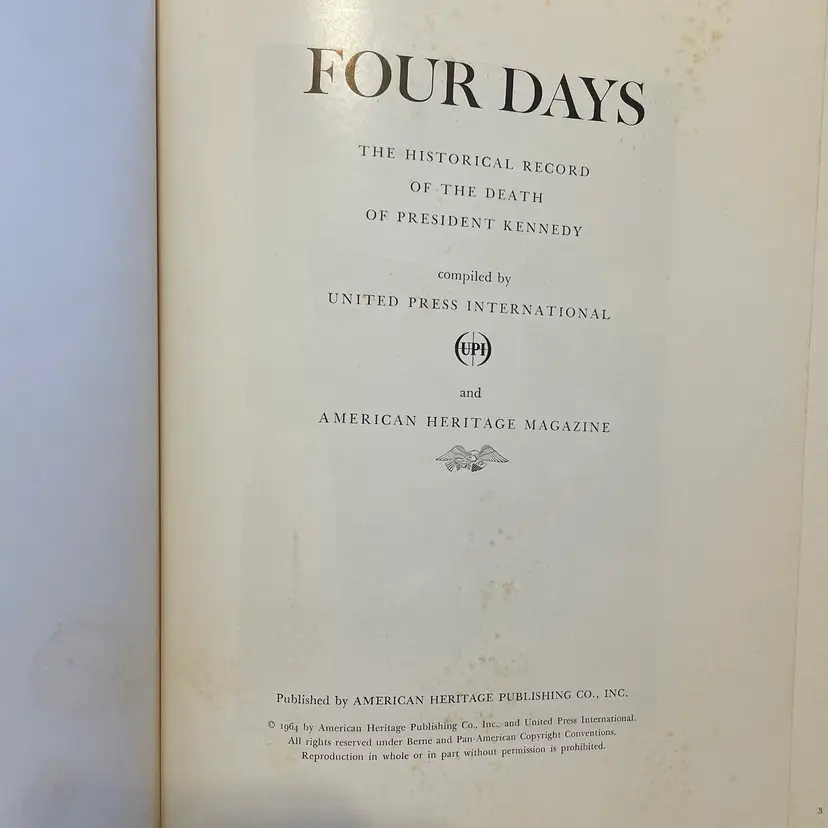 FOUR DAYS
THE HISTORICAL RECORD
OF THE DEATH
OF PRESIDENT KENNEDY
compiled by
UNITED PRESS INTERNATIONAL
UPI
and
AMERICAN HERITAGE MAGAZINE
Published by AMERICAN HERITAGE PUBLISHING CO., INC.
© 1964 by American Heritage Publishing Co., Inc., and United Press International.
All rights reserved under Berne and Pan-American Copyright Conventions.
Reproduction in whole or in part without permission is prohibited.
3